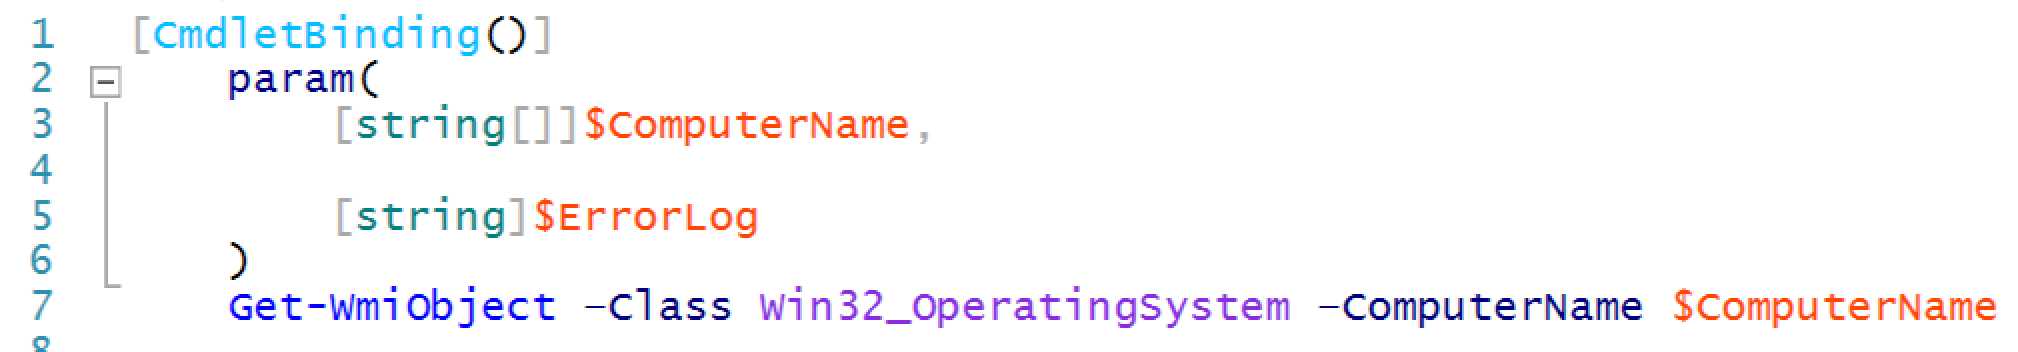 1 [CmdletBinding()]
2 param(
3 [string[]]$ComputerName,
4
5 [string]$ErrorLog
6 )
7 Get-WmiObject -Class Win32_OperatingSystem -ComputerName $ComputerName
8